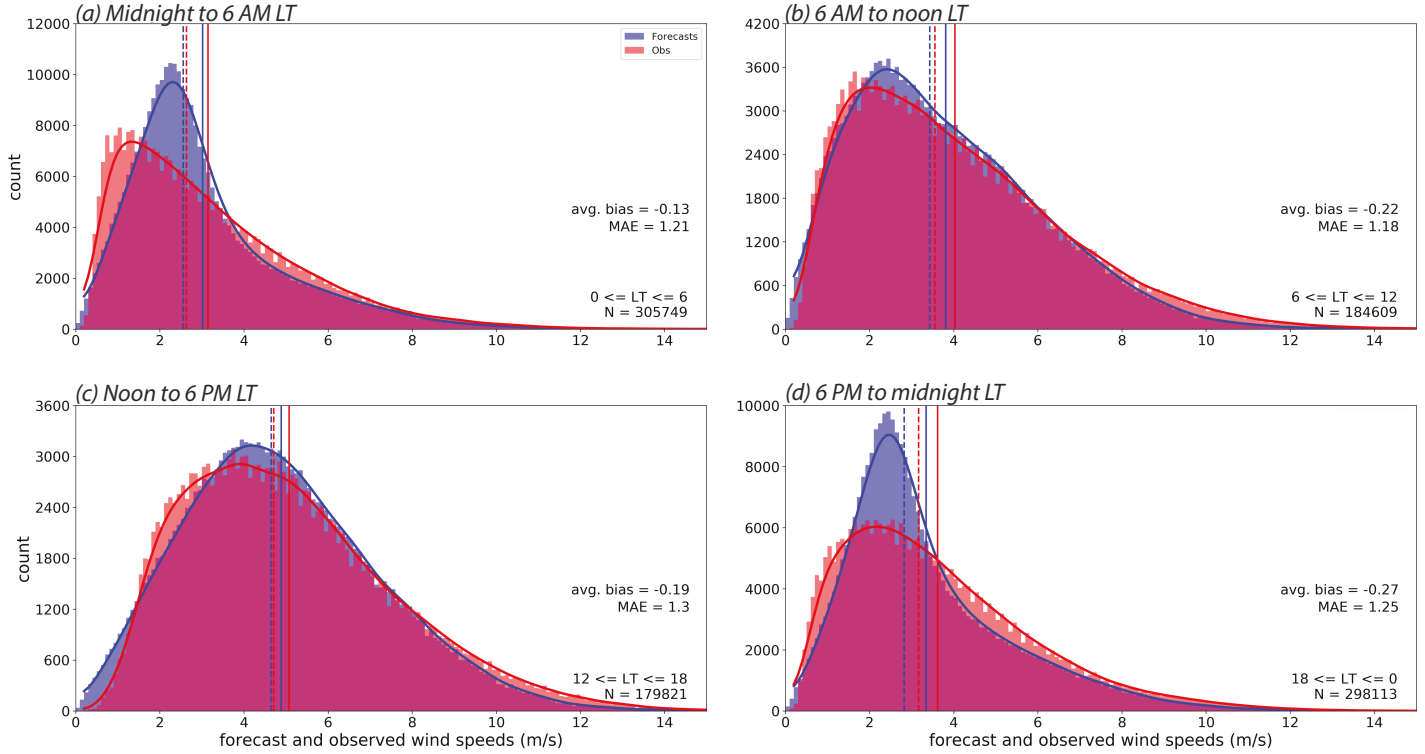 (a) Midnight to 6 AM LT
12000
10000
8000
6000
4000
2000
0
count
Forecasts
Obs
avg. bias = -0.13
MAE = 1.21
0 <= LT <= 6
N = 305749
0 2 4 6 8 10 12 14
(b) 6 AM to noon LT
4200
3600
3000
2400
1800
1200
600
0
avg. bias = -0.22
MAE = 1.18
6 <= LT <= 12
N = 184609
0 2 4 6 8 10 12 14
(c) Noon to 6 PM LT
3600
3000
2400
1800
1200
600
0
count
avg. bias = -0.19
MAE = 1.3
12 <= LT <= 18
N = 179821
0 2 4 6 8 10 12 14
forecast and observed wind speeds (m/s)
(d) 6 PM to midnight LT
10000
8000
6000
4000
2000
0
avg. bias = -0.27
MAE = 1.25
18 <= LT <= 0
N = 298113
0 2 4 6 8 10 12 14
forecast and observed wind speeds (m/s)